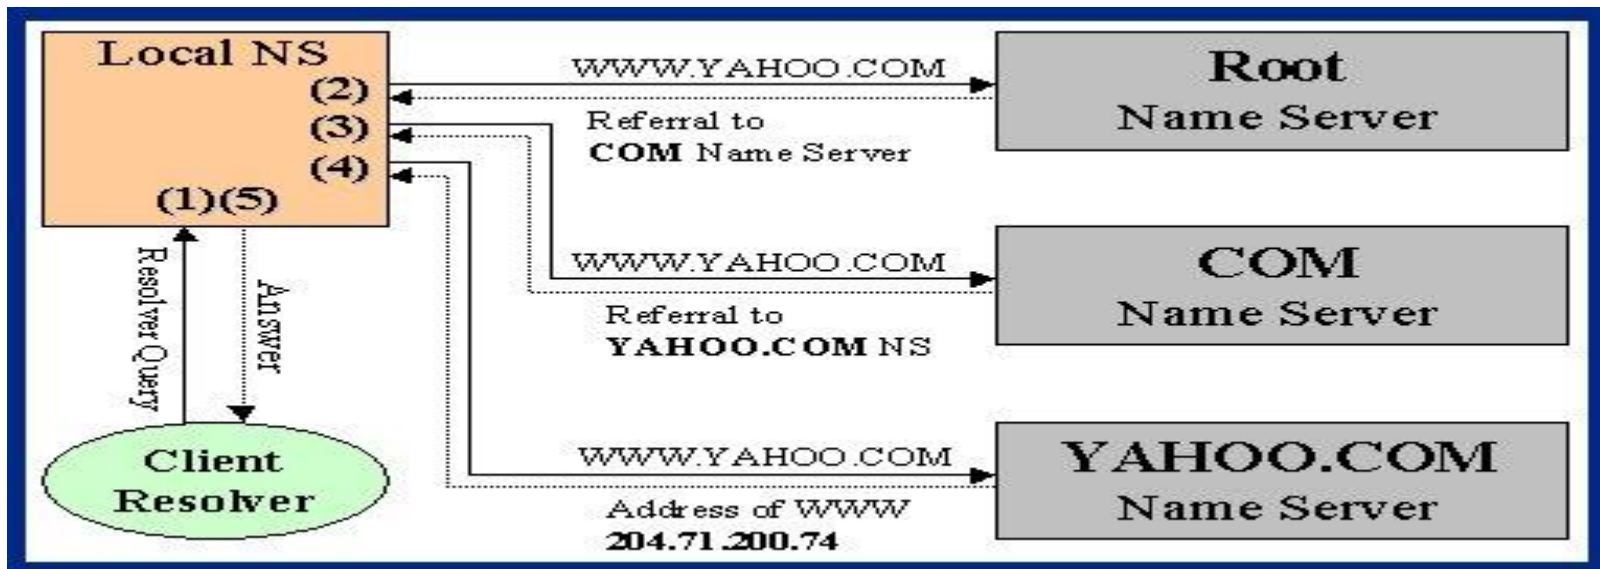 Local NS
(2)
(3)
(4)
(1)(5)
Resolver Query
Answer
Client
Resolver
WWW.YAHOO.COM
Referral to
COM Name Server
Root
Name Server
WWW.YAHOO.COM
Referral to
YAHOO.COM NS
COM
Name Server
WWW.YAHOO.COM
Address of WWW
204.71.200.74
YAHOO.COM
Name Server